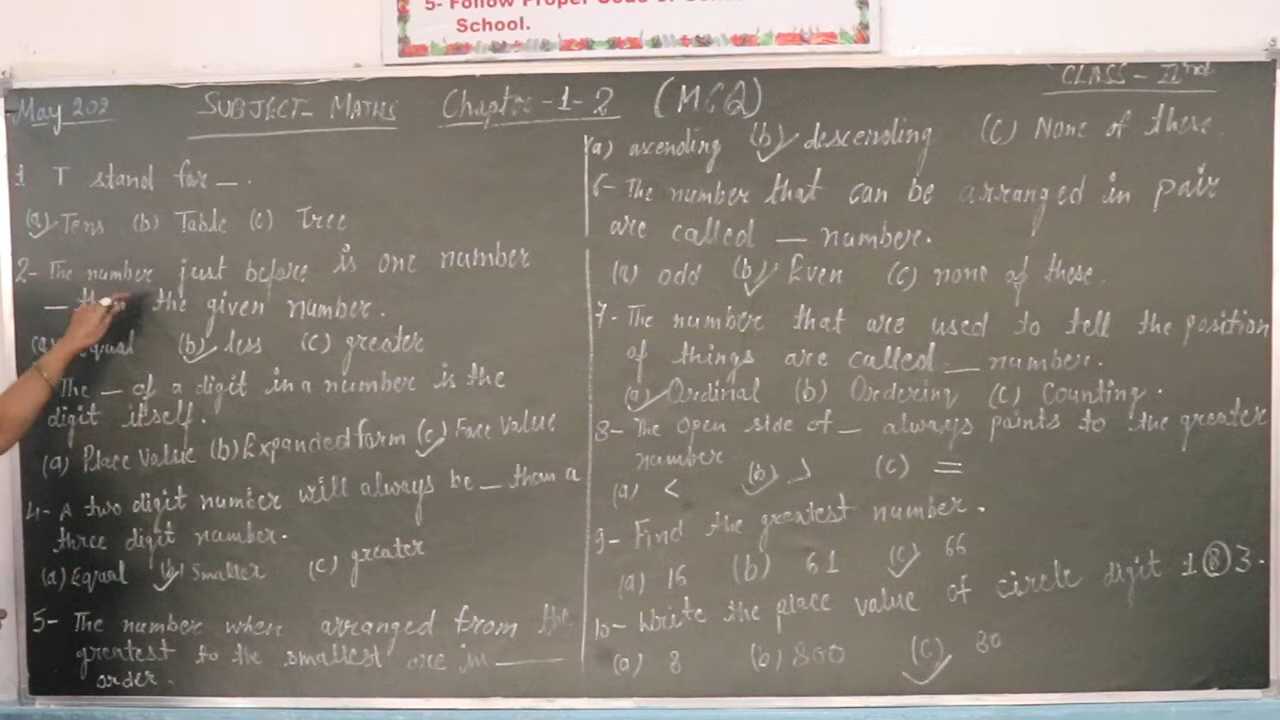 5- Follow Proper Code of
School.
CLASS - IInd
May 202
SUBJECT- MATHS Chapter-1-2 (MCQ)
1 T stand for _ .
(a) Tens (b) Table (c) Tree
2- The number just before is one number
_ than the given number.
(a) Equal (b) less (c) greater
The _ of a digit in a number is the
digit itself.
(a) Place Value (b) Expanded form (c) Face Value
4- A two digit number will always be _ than a
three digit number.
(a) Equal (b) Smaller (c) greater
5- The number when arranged from the
greatest to the smallest are in ____
order.
(a) ascending (b) descending (c) None of these.
6- The number that can be arranged in pair
are called _ number.
(a) odd (b) Even (c) none of these.
7- The number that are used to tell the position
of things are called _ number.
(a) Ordinal (b) Ordering (c) Counting.
8- The open side of _ always points to the greater
number
(a) < (b) > (c) =
9- Find the greatest number.
(a) 16 (b) 61 (c) 66
10- Write the place value of circle digit 1 8 3.
(a) 8 (b) 800 (c) 80